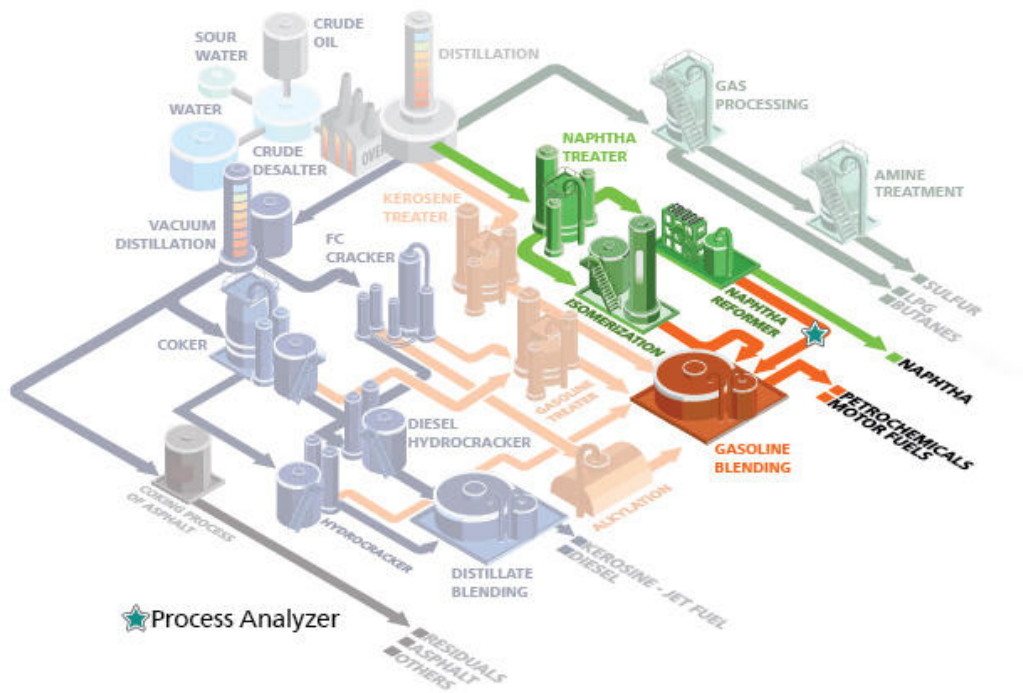 CRUDE
OIL
SOUR
WATER
DISTILLATION
WATER
GAS
PROCESSING
OVE
CRUDE
DESALTER
NAPHTHA
TREATER
AMINE
TREATMENT
KEROSENE
TREATER
VACUUM
DISTILLATION
FC
CRACKER
SULFUR
LPG
BUTANES
NAPHTHA
REFORMER
ISOMERIZATION
COKER
NAPHTHA
GASOLINE
TREATER
PETROCHEMICALS
MOTOR FUELS
DIESEL
HYDROCRACKER
GASOLINE
BLENDING
COKING PROCESS
OF ASPHALT
ALKYLATION
HYDROCRACKER
KEROSINE - JET FUEL
DIESEL
DISTILLATE
BLENDING
Process Analyzer
RESIDUALS
ASPHALT
OTHERS